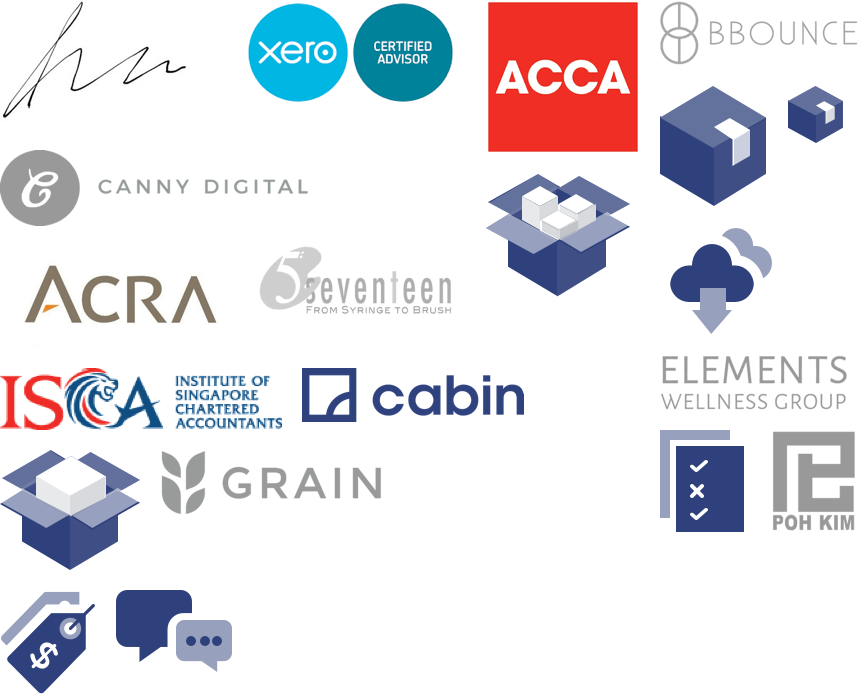 xero
CERTIFIED
ADVISOR
ACCA
BBOUNCE
CANNY DIGITAL
ACRA
5seventeen
FROM SYRINGE TO BRUSH
ISCA
INSTITUTE OF
SINGAPORE
CHARTERED
ACCOUNTANTS
cabin
ELEMENTS
WELLNESS GROUP
GRAIN
POH KIM
$